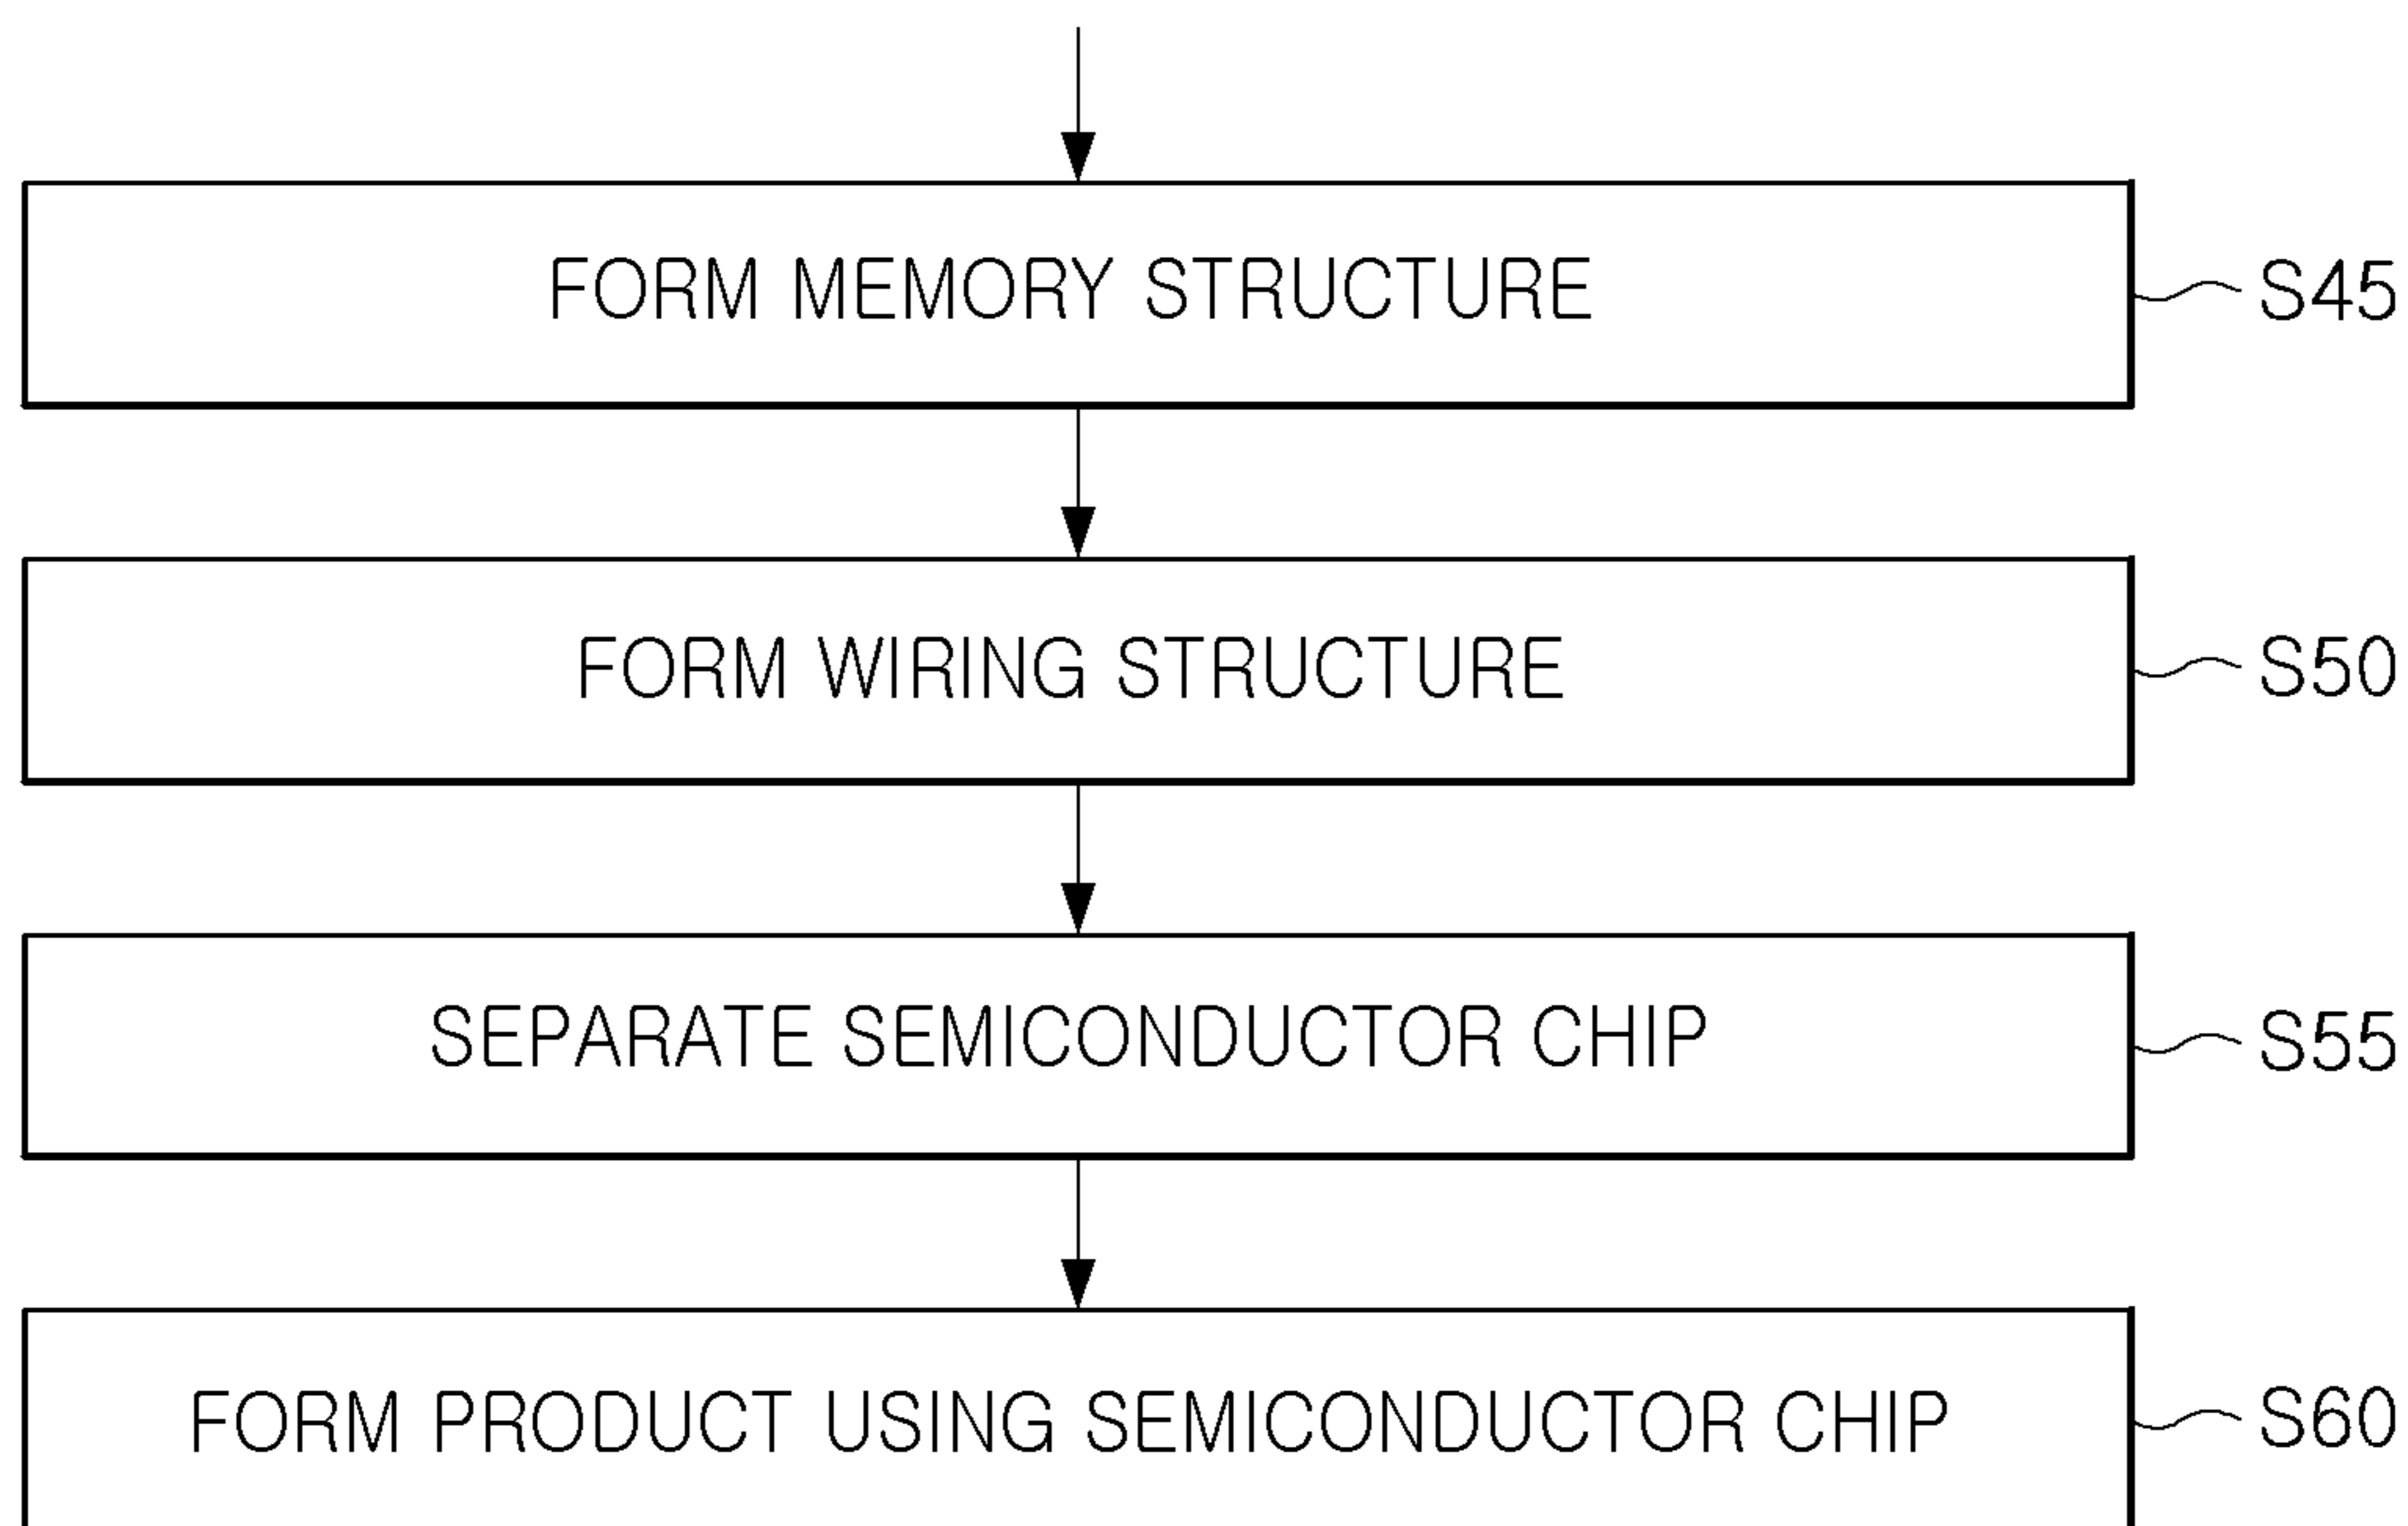 FORM MEMORY STRUCTURE
S45
FORM WIRING STRUCTURE
S50
SEPARATE SEMICONDUCTOR CHIP
S55
FORM PRODUCT USING SEMICONDUCTOR CHIP
S60